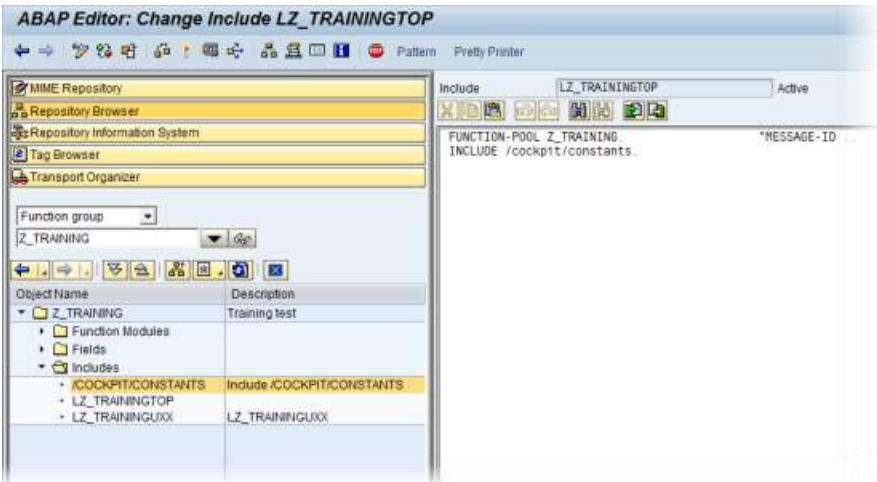 ABAP Editor: Change Include LZ_TRAININGTOP
Pattern Pretty Printer
MIME Repository
Repository Browser
Repository Information System
Tag Browser
Transport Organizer
Function group
Z_TRAINING
Object Name Description
Z_TRAINING Training test
Function Modules
Fields
Includes
/COCKPIT/CONSTANTS Include /COCKPIT/CONSTANTS
LZ_TRAININGTOP
LZ_TRAININGUXX LZ_TRAININGUXX
Include LZ_TRAININGTOP Active
FUNCTION-POOL Z_TRAINING. "MESSAGE-ID ...
INCLUDE /cockpit/constants.